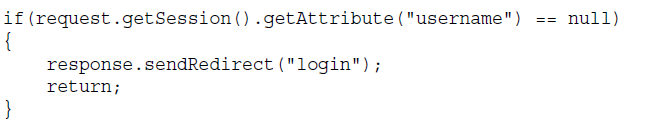 if(request.getSession().getAttribute("username") == null)
{
    response.sendRedirect("login");
    return;
}